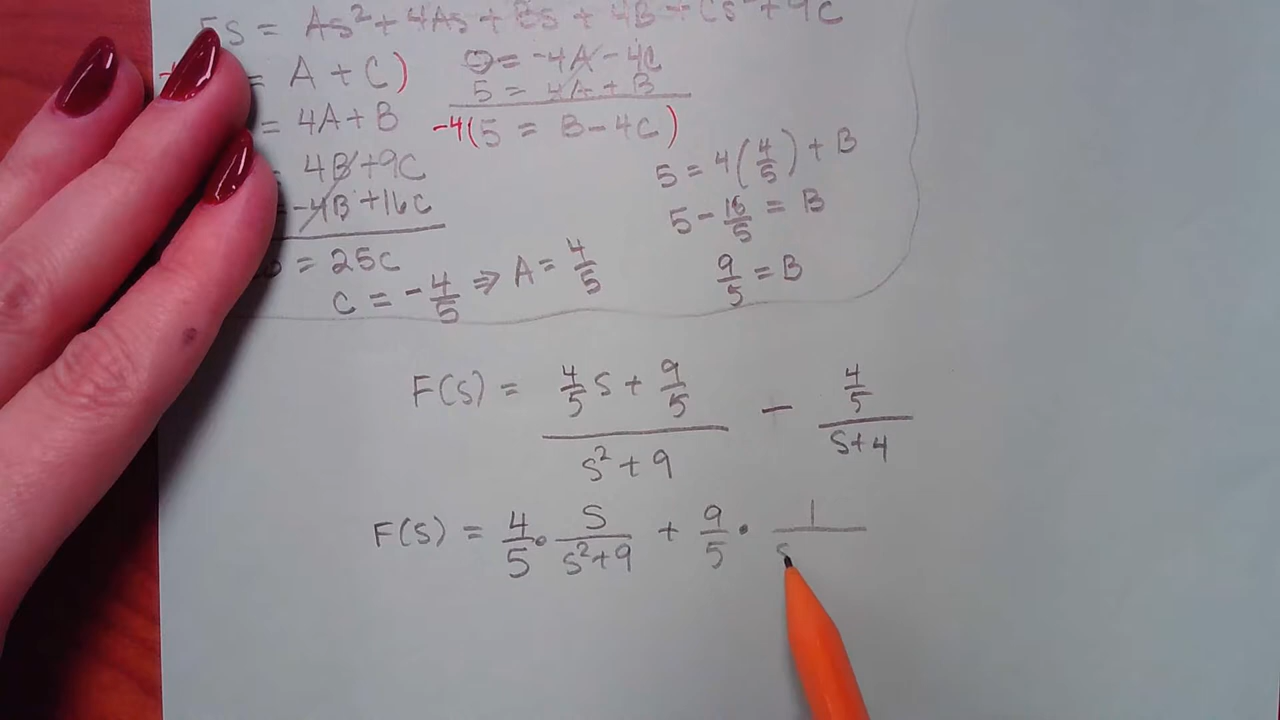 5s = As² + 4As + Bs + 4B + Cs² + 9C
= A + C)
0 = -4A - 4C
= 4A + B
5 = 4A + B
-4(5 = B - 4C)
= 4B + 9C
= -4B + 16C
= 25C
C = -4/5 ⇒ A = 4/5
5 = 4(4/5) + B
5 - 16/5 = B
9/5 = B
F(s) = (4/5 s + 9/5)/(s² + 9) - (4/5)/(s+4)
F(s) = 4/5 · s/(s²+9) + 9/5 · 1/s